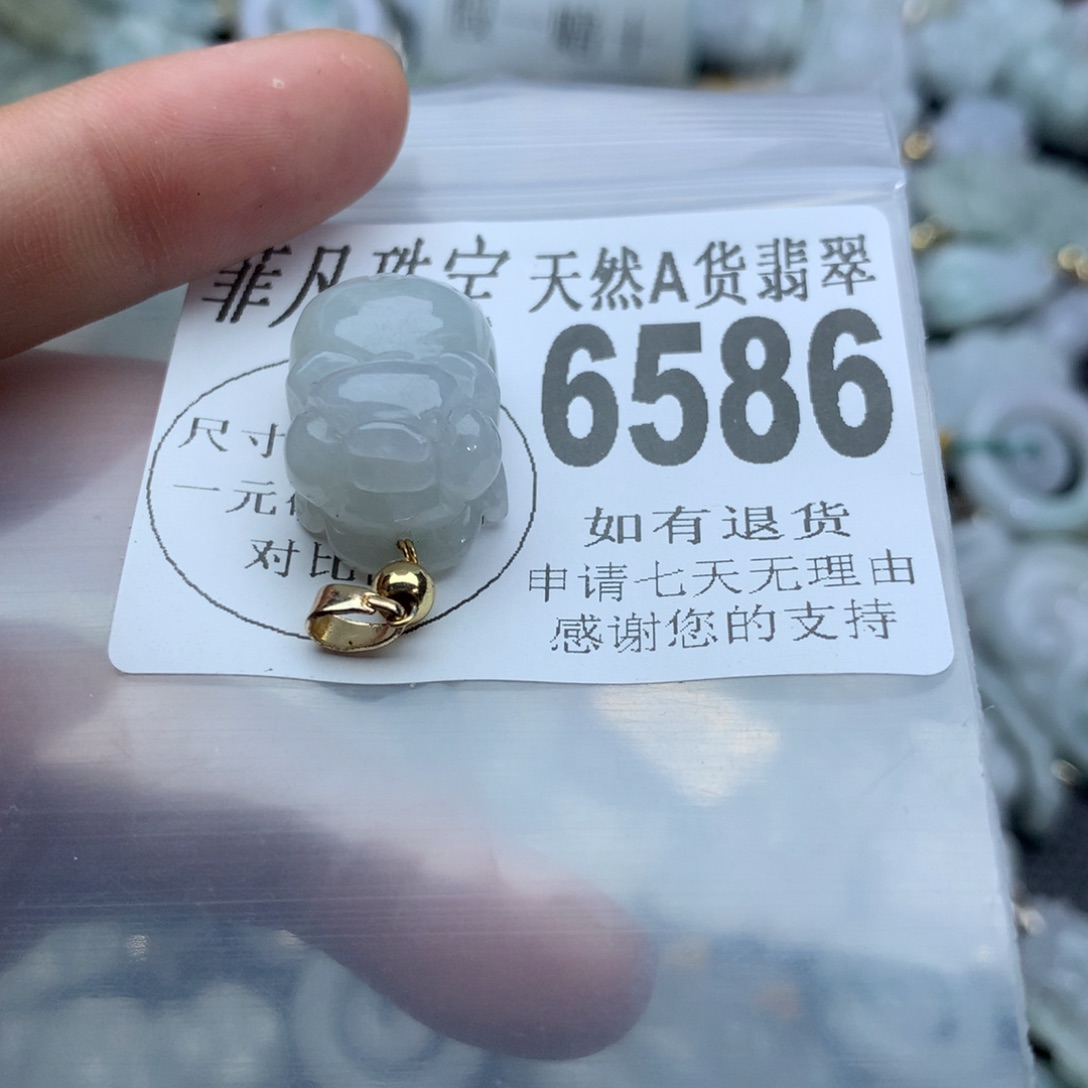 菲凡珠宝
天然A货翡翠
6586
尺寸
一元
对比
如有退货
申请七天无理由
感谢您的支持